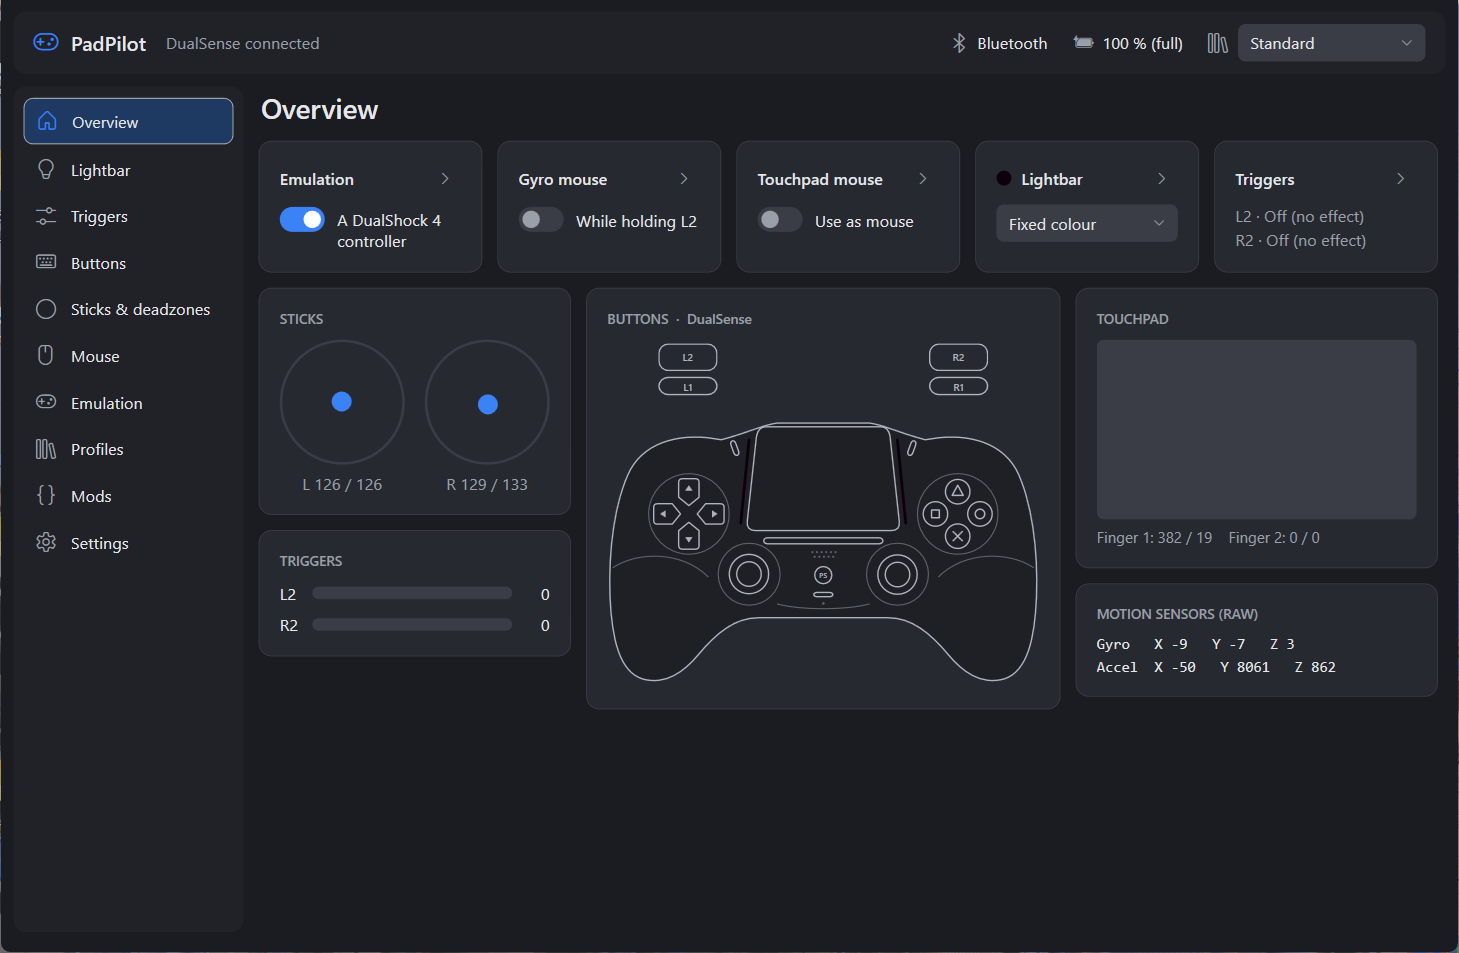 PadPilot DualSense connected
Bluetooth 100 % (full) Standard
Overview
Lightbar
Triggers
Buttons
Sticks & deadzones
Mouse
Emulation
Profiles
Mods
Settings
Overview
Emulation
A DualShock 4
controller
Gyro mouse
While holding L2
Touchpad mouse
Use as mouse
Lightbar
Fixed colour
Triggers
L2 · Off (no effect)
R2 · Off (no effect)
STICKS
L 126 / 126
R 129 / 133
TRIGGERS
L2 0
R2 0
BUTTONS · DualSense
L2
R2
L1
R1
PS
TOUCHPAD
Finger 1: 382 / 19 Finger 2: 0 / 0
MOTION SENSORS (RAW)
Gyro X -9 Y -7 Z 3
Accel X -50 Y 8061 Z 862